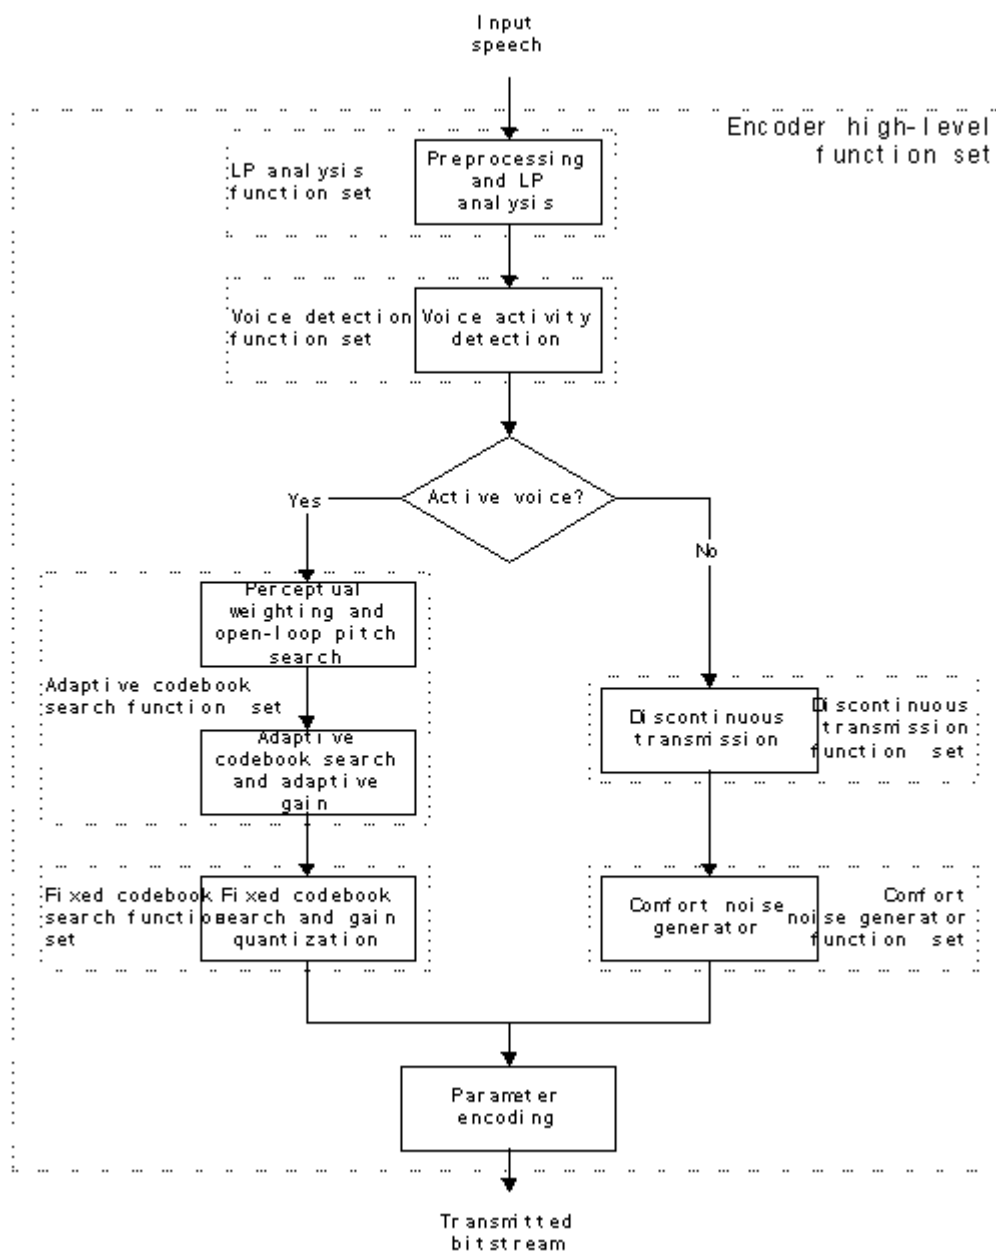 Input
speech
Encoder high-level
function set
LP analysis
function set
Preprocessing
and LP
analysis
Voice detection
function set
Voice activity
detection
Active voice?
Yes
No
Perceptual
weighting and
open-loop pitch
search
Adaptive codebook
search function set
Adaptive
codebook search
and adaptive
gain
Discontinuous
transmission
Discontinuous
transmission
function set
Fixed codebook
search function
set
Fixed codebook
search and gain
quantization
Comfort noise
generator
Comfort
noise generator
function set
Parameter
encoding
Transmitted
bitstream